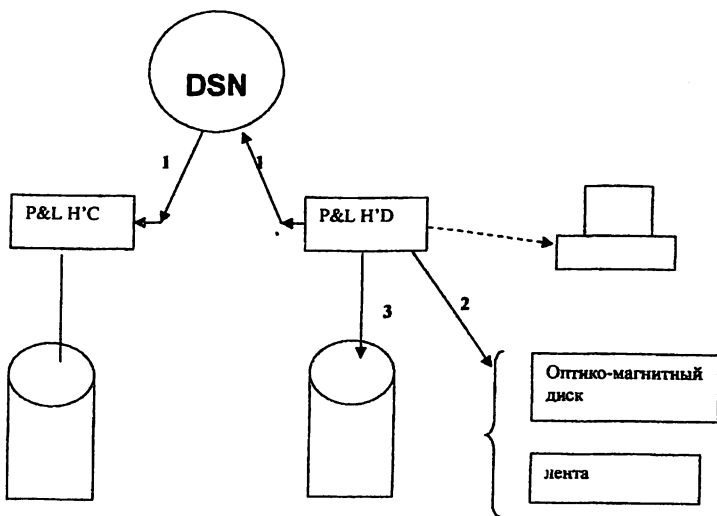 DSN
1
1
P&L H'C
P&L H'D
3
2
Оптико-магнитный
диск
лента